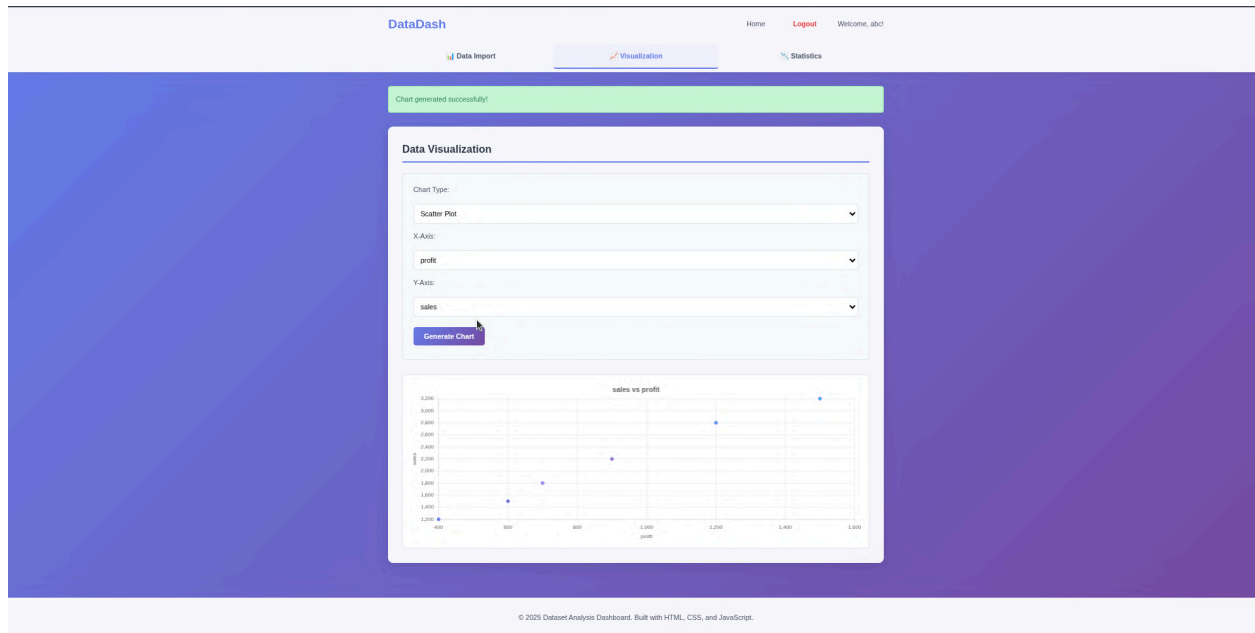 DataDash
Home Logout Welcome, abc!
Data Import Visualization Statistics
Chart generated successfully!
Data Visualization
Chart Type:
Scatter Plot
X-Axis:
profit
Y-Axis:
sales
Generate Chart
sales vs profit
3,200
3,000
2,800
2,600
2,400
2,200
2,000
1,800
1,600
1,400
1,200
sales
400 600 800 1,000 1,200 1,400 1,600
profit
© 2025 Dataset Analysis Dashboard. Built with HTML, CSS, and JavaScript.